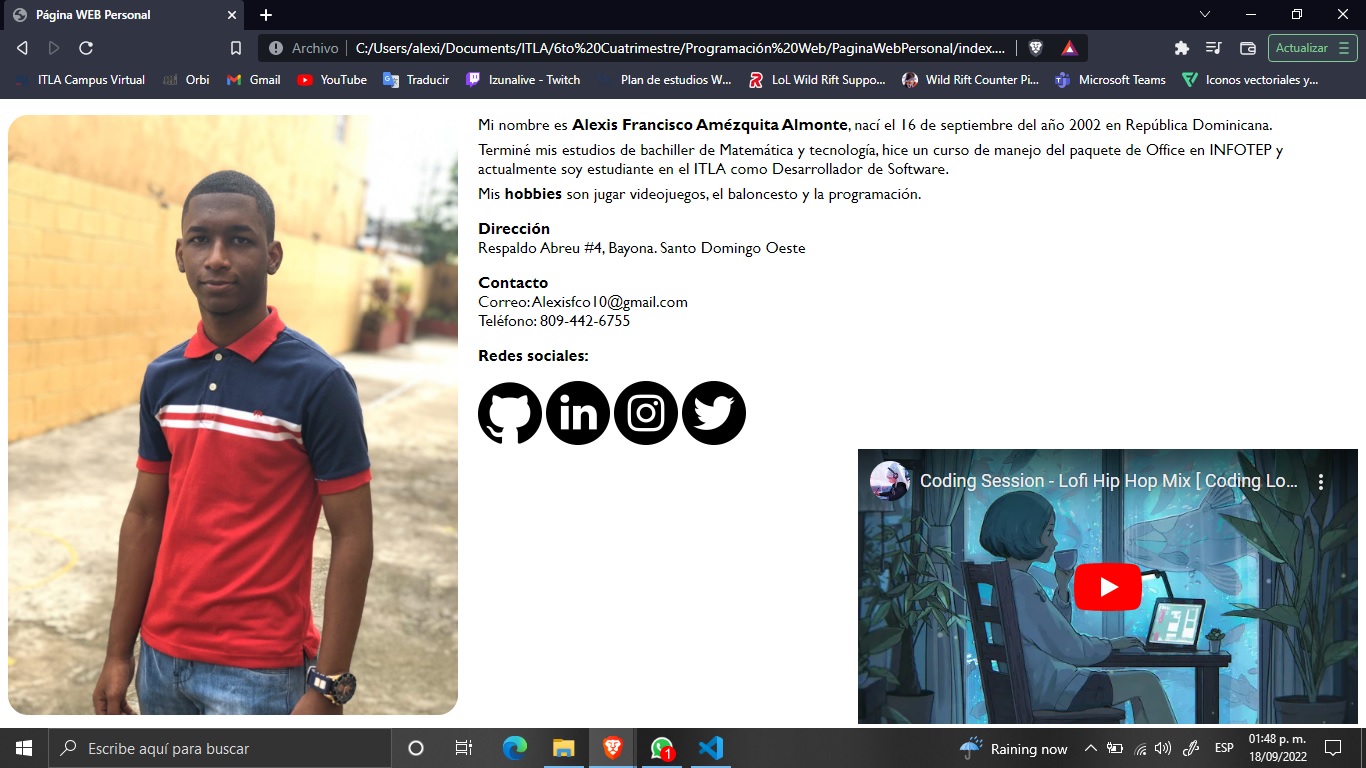 Página WEB Personal
Archivo C:/Users/alexi/Documents/ITLA/6to%20Cuatrimestre/Programación%20Web/PaginaWebPersonal/index....
Actualizar
ITLA Campus Virtual Orbi Gmail YouTube Traducir Izunalive - Twitch Plan de estudios W... LoL Wild Rift Suppo... Wild Rift Counter Pi... Microsoft Teams Iconos vectoriales y...
Mi nombre es Alexis Francisco Amézquita Almonte, nací el 16 de septiembre del año 2002 en República Dominicana.
Terminé mis estudios de bachiller de Matemática y tecnología, hice un curso de manejo del paquete de Office en INFOTEP y
actualmente soy estudiante en el ITLA como Desarrollador de Software.
Mis hobbies son jugar videojuegos, el baloncesto y la programación.
Dirección
Respaldo Abreu #4, Bayona. Santo Domingo Oeste
Contacto
Correo: Alexisfco10@gmail.com
Teléfono: 809-442-6755
Redes sociales:
in
Coding Session - Lofi Hip Hop Mix [ Coding Lo...
Escribe aquí para buscar
1
Raining now
ESP
01:48 p. m.
18/09/2022